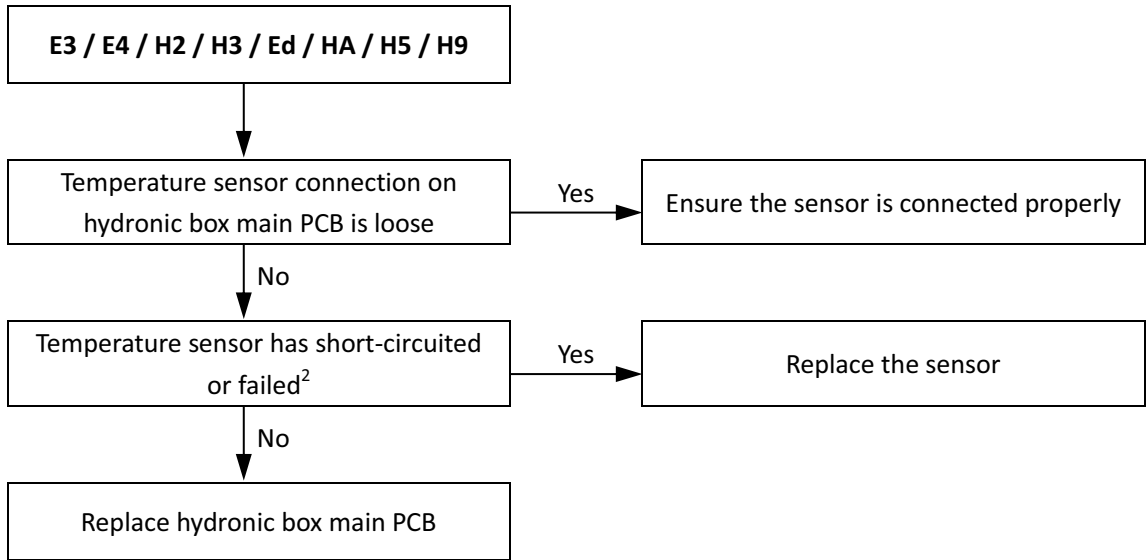 E3 / E4 / H2 / H3 / Ed / HA / H5 / H9
Temperature sensor connection on
hydronic box main PCB is loose
Yes
Ensure the sensor is connected properly
No
Temperature sensor has short-circuited
or failed²
Yes
Replace the sensor
No
Replace hydronic box main PCB